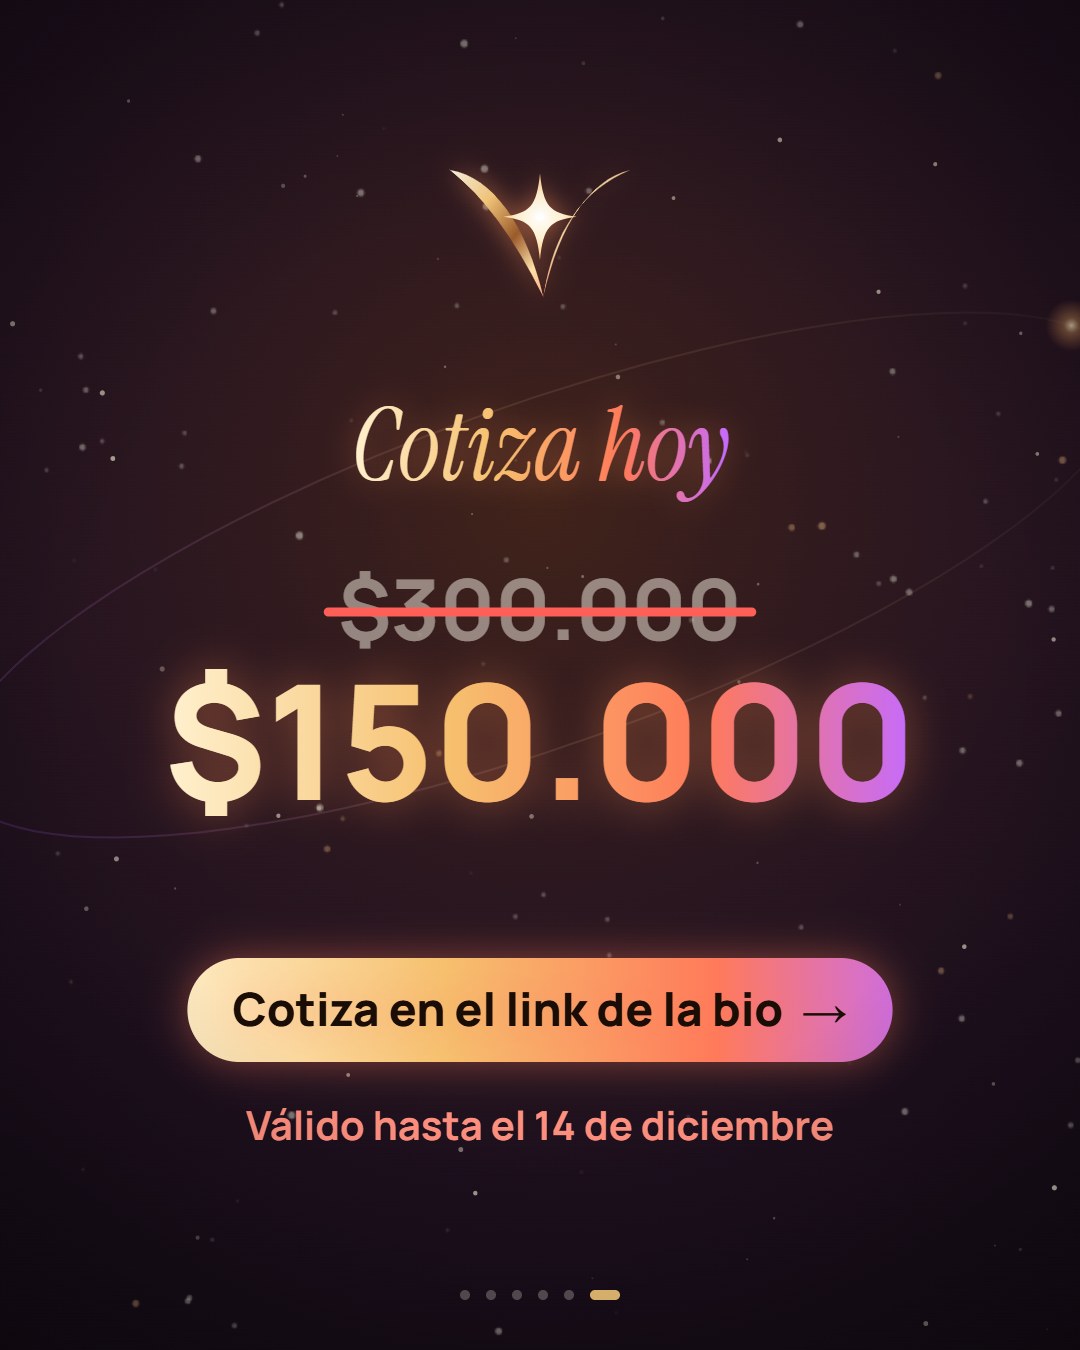 Cotiza hoy
$300.000
$150.000
Cotiza en el link de la bio →
Válido hasta el 14 de diciembre